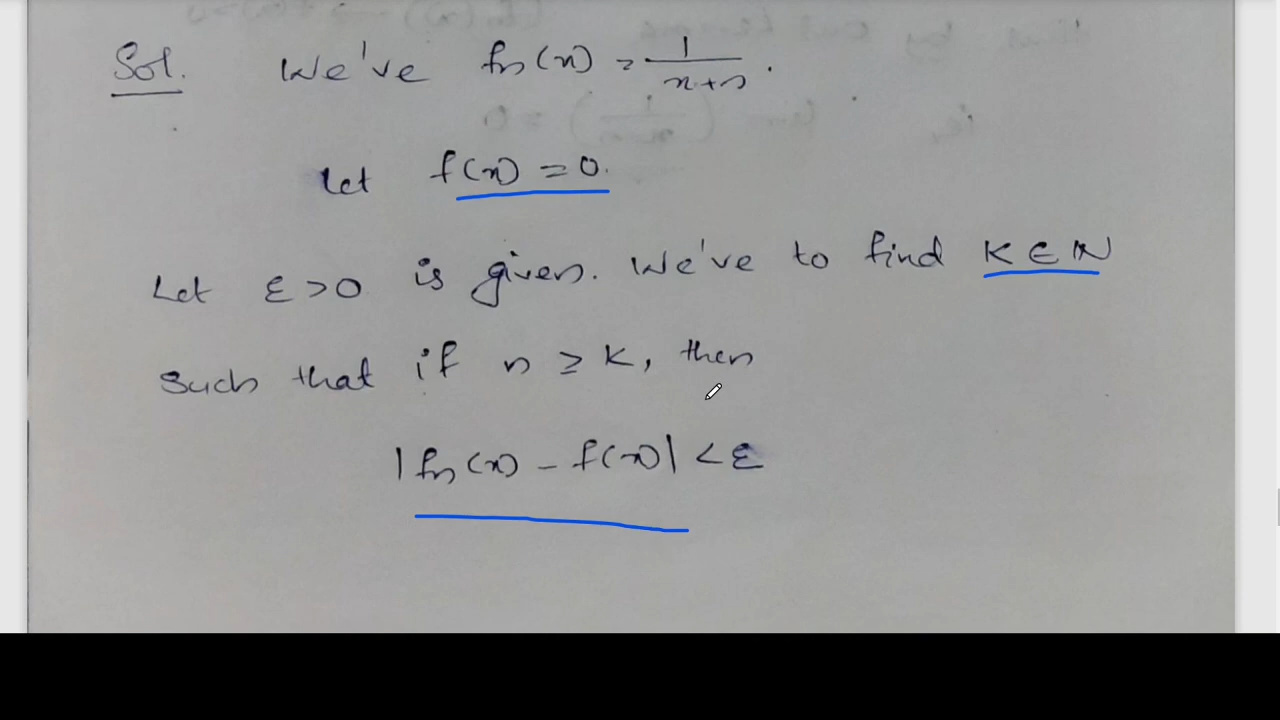 Sol. We've fn(x) = 1/(x+n).
Let f(x) = 0.
Let ε > 0 is given. We've to find K ∈ N
such that if n ≥ K, then
|fn(x) - f(x)| < ε